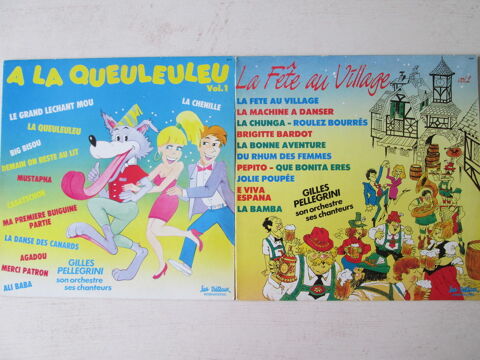 A LA QUEULEULEU
Vol.1
LE GRAND LECHANT MOU
LA CHENILLE
LA QUEULEULEU
BIG BISOU
DEMAIN ON RESTE AU LIT
MUSTAPHA
CASATSCHOK
MA PREMIERE BIGUINE
PARTIE
LA DANSE DES CANARDS
AGADOU
MERCI PATRON
ALI BABA
GILLES
PELLEGRINI
son orchestre
ses chanteurs
La Fête au Village
vol.2
LA FETE AU VILLAGE
LA MACHINE A DANSER
LA CHUNGA - ROULEZ BOURRÉS
BRIGITTE BARDOT
LA BONNE AVENTURE
DU RHUM DES FEMMES
PEPITO - QUE BONITA ERES
JOLIE POUPÉE
E VIVA
ESPANA
LA BAMBA
GILLES
PELLEGRINI
son orchestre
ses chanteurs